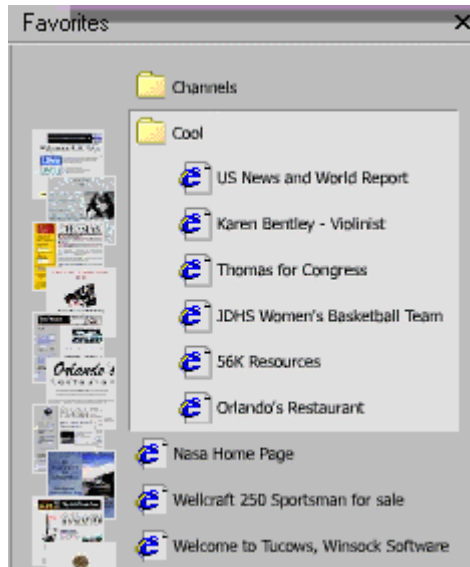 Favorites
Channels
Cool
US News and World Report
Karen Bentley - Violinist
Thomas for Congress
JDHS Women's Basketball Team
56K Resources
Orlando's Restaurant
Nasa Home Page
Wellcraft 250 Sportsman for sale
Welcome to Tucows, Winsock Software
Orlando's